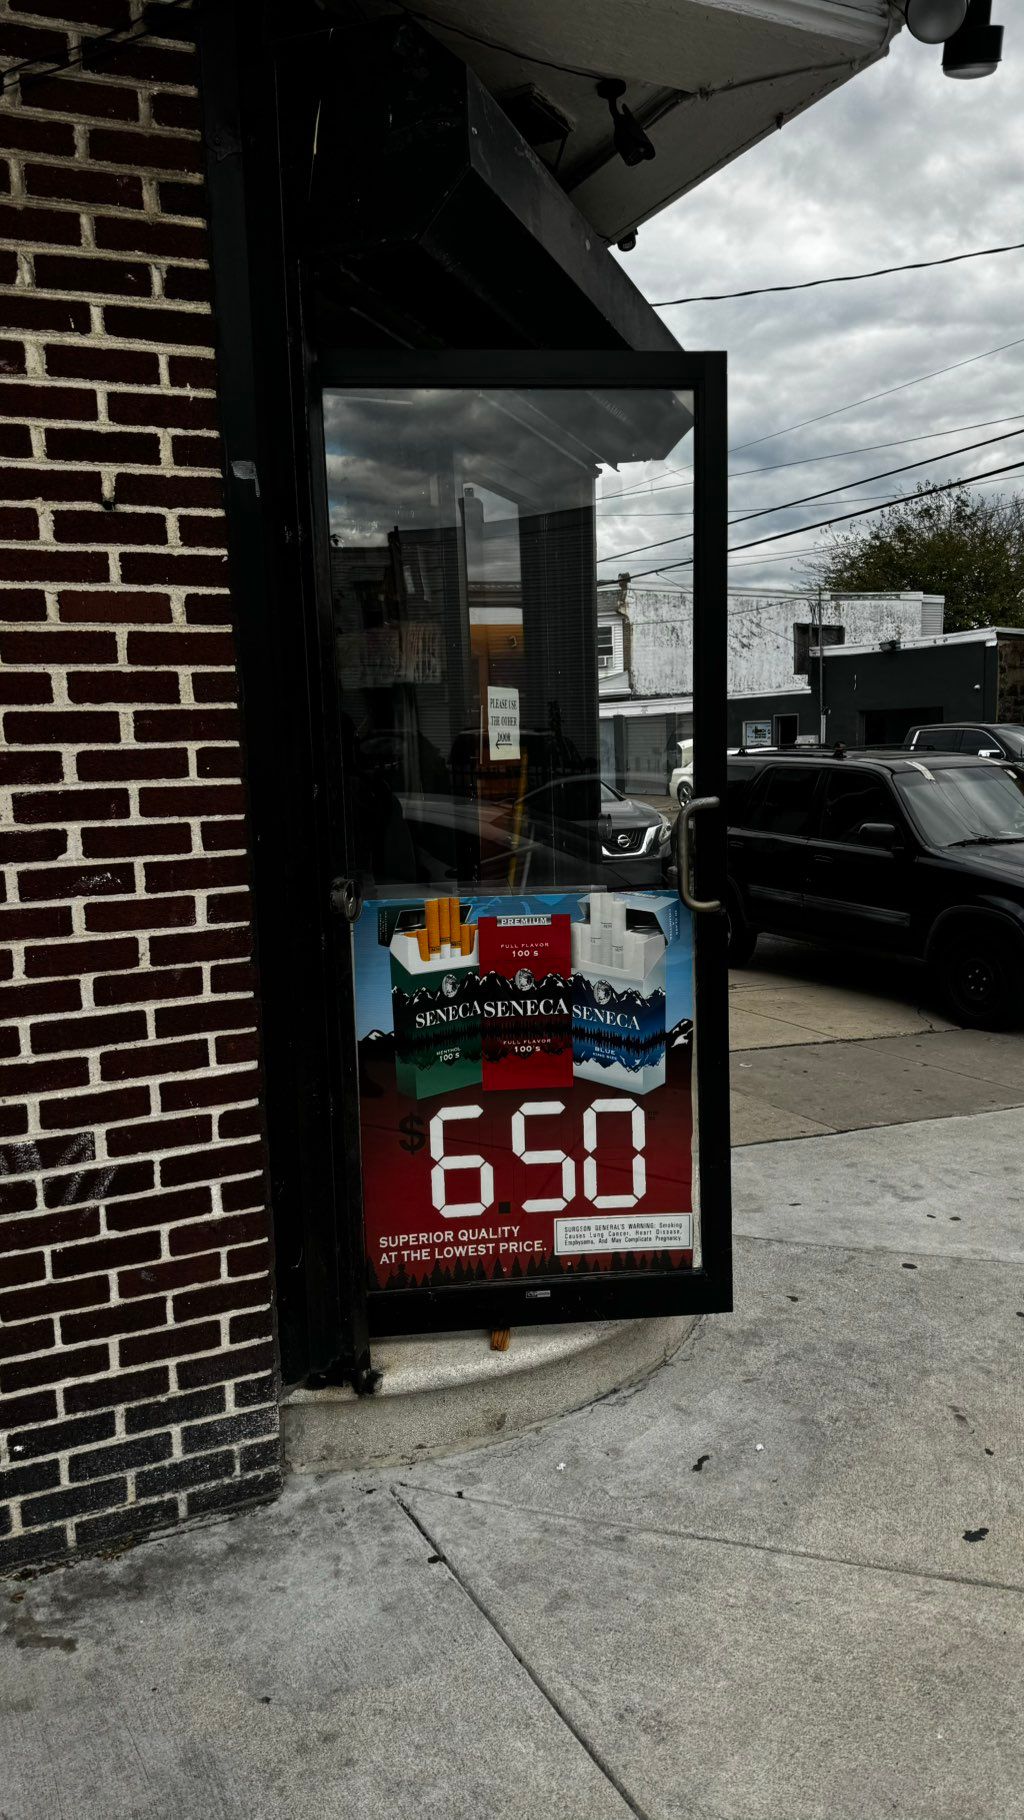 PLEASE USE
THE OTHER
DOOR
PREMIUM
FULL FLAVOR
100's
SENECA
SENECA
SENECA
MENTHOL
100's
FULL FLAVOR
100's
BLUE
KING SIZE
$6.50
SUPERIOR QUALITY
AT THE LOWEST PRICE.
SURGEON GENERAL'S WARNING: Smoking
Causes Lung Cancer, Heart Disease,
Emphysema, And May Complicate Pregnancy.